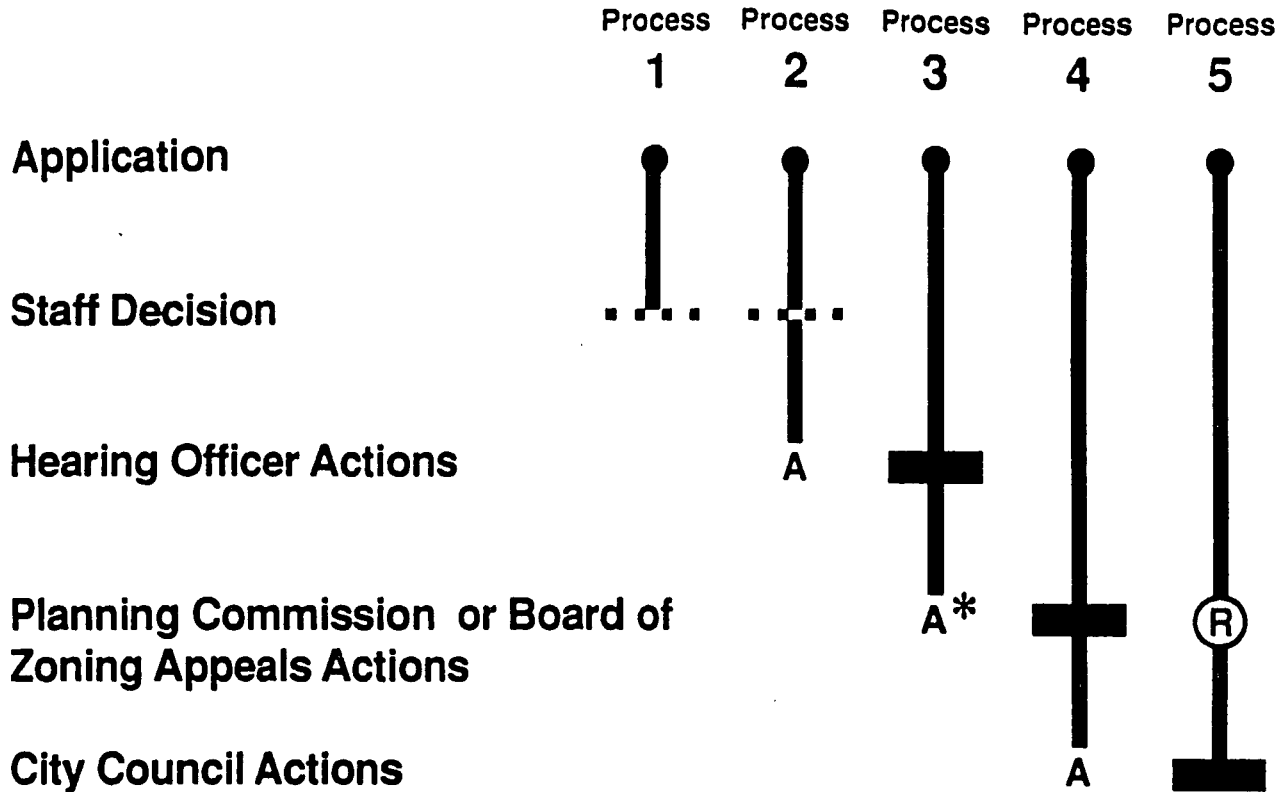 Process Process Process Process Process
1 2 3 4 5
Application
Staff Decision
Hearing Officer Actions A
Planning Commission or Board of A* R
Zoning Appeals Actions
City Council Actions A